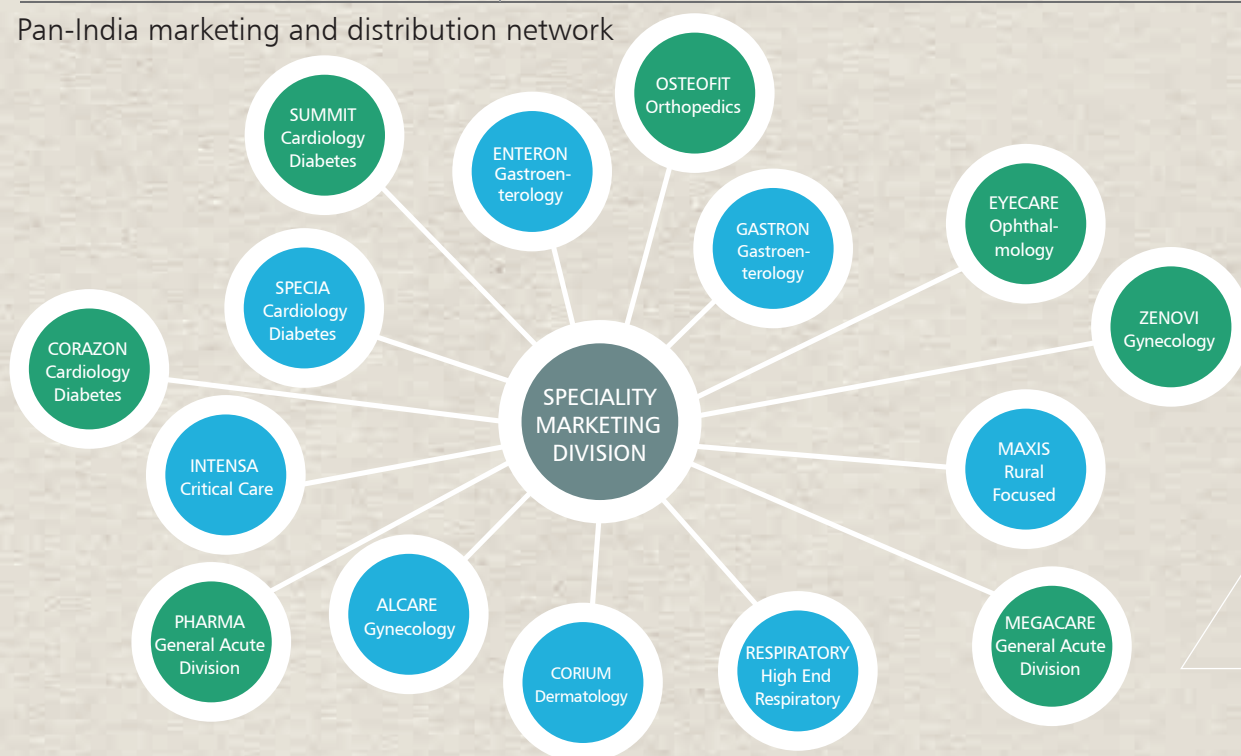 Pan-India marketing and distribution network
OSTEOFIT
Orthopedics
SUMMIT
Cardiology
Diabetes
ENTERON
Gastroen-
terology
EYECARE
Ophthal-
mology
GASTRON
Gastroen-
terology
SPECIA
Cardiology
Diabetes
ZENOVI
Gynecology
CORAZON
Cardiology
Diabetes
SPECIALITY
MARKETING
DIVISION
INTENSA
Critical Care
MAXIS
Rural
Focused
PHARMA
General Acute
Division
ALCARE
Gynecology
CORIUM
Dermatology
RESPIRATORY
High End
Respiratory
MEGACARE
General Acute
Division